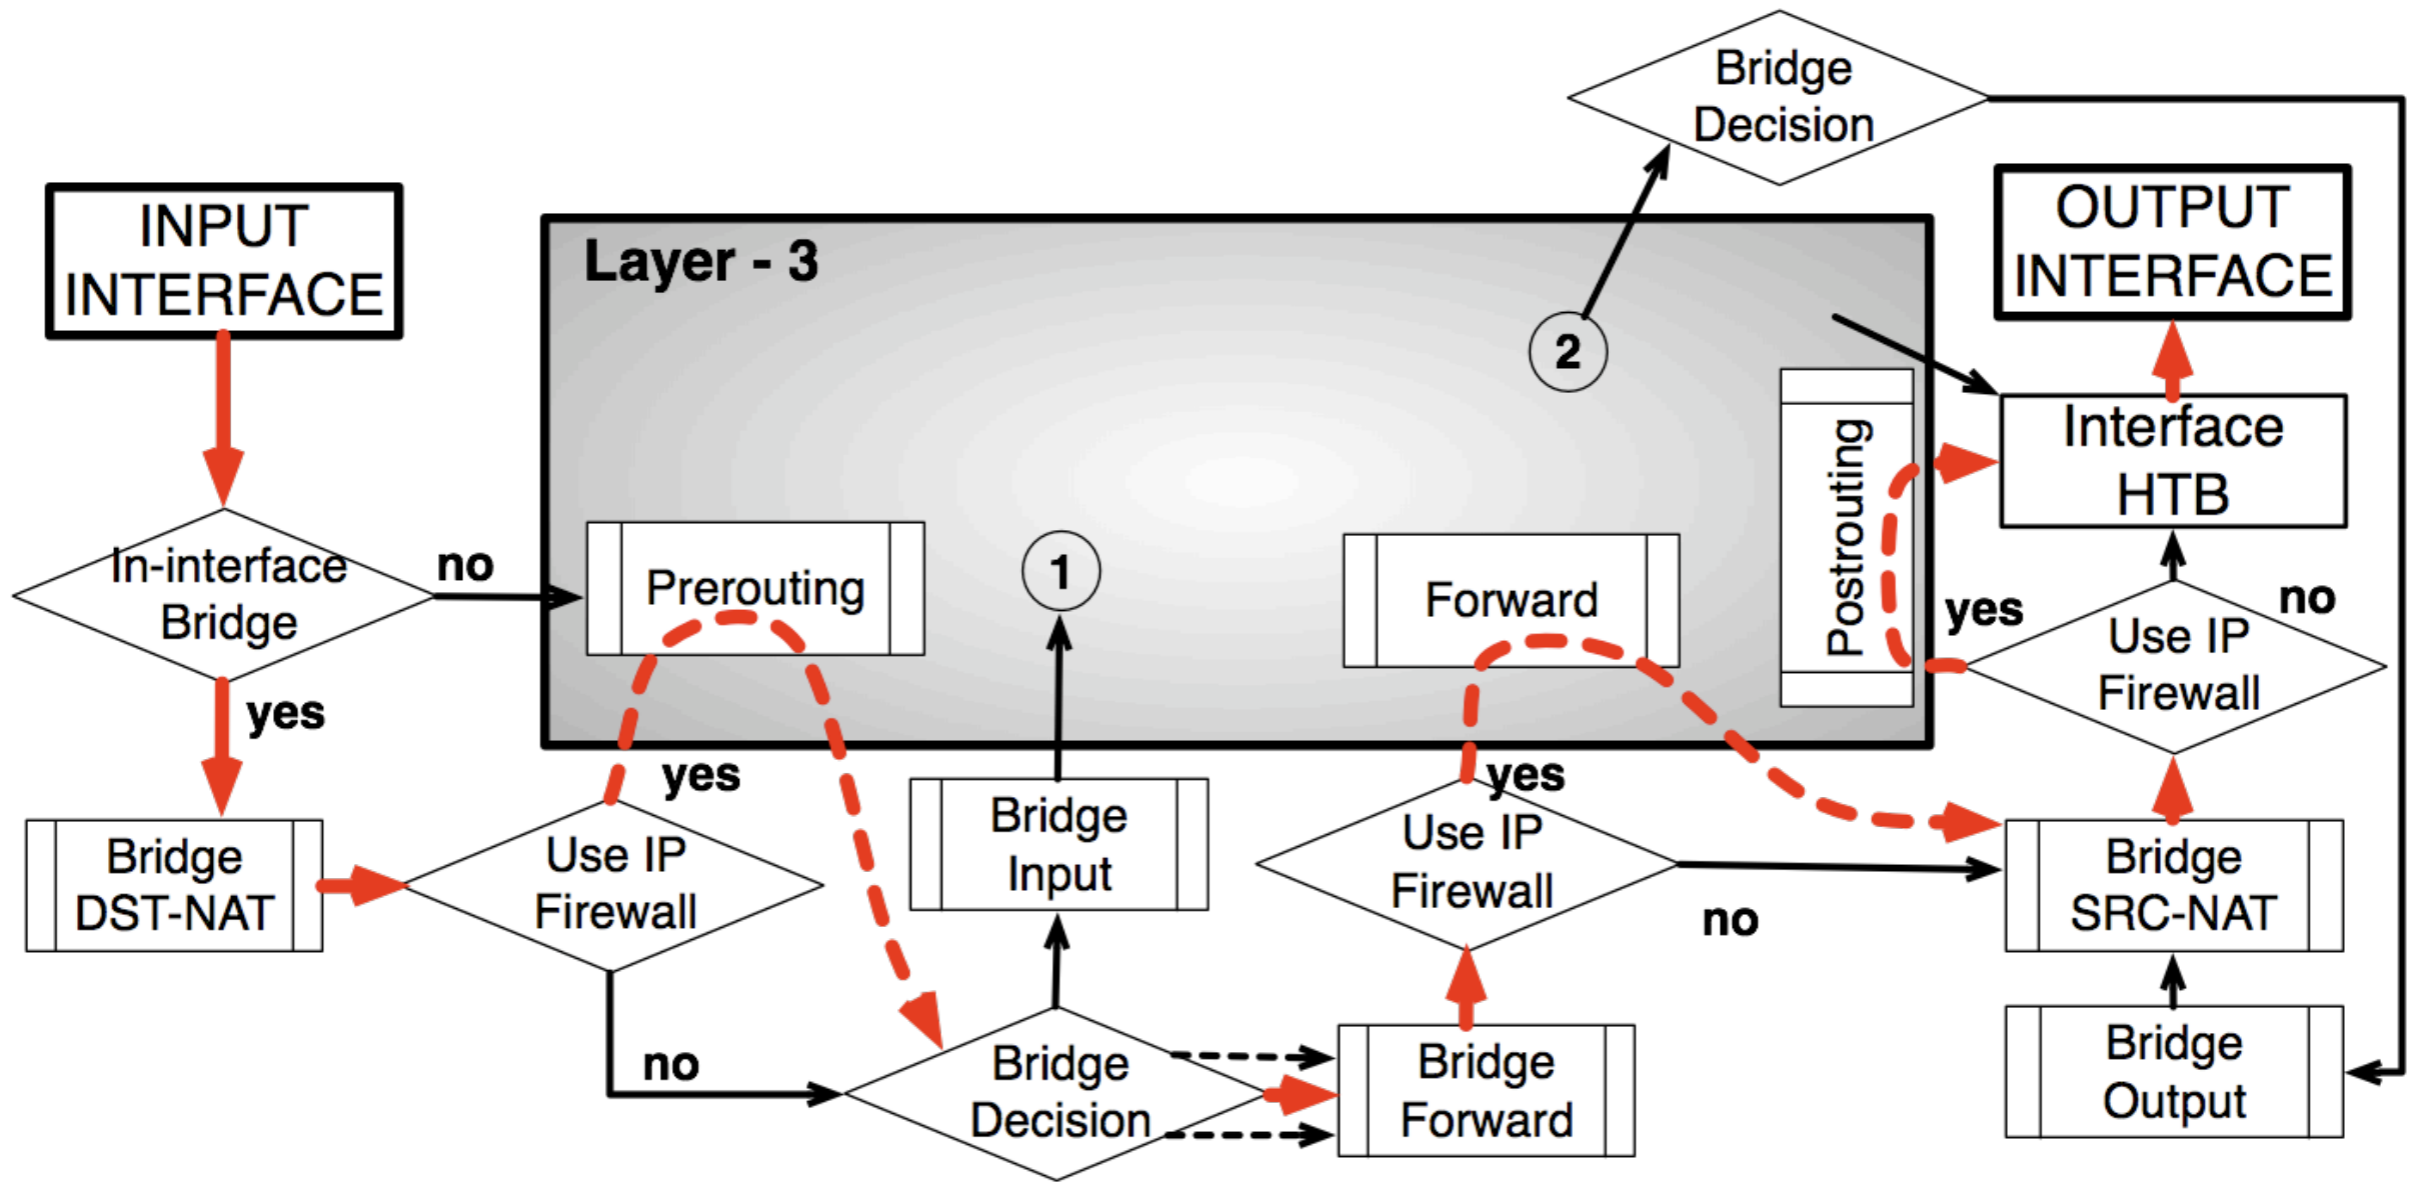 Bridge
Decision
INPUT
INTERFACE
Layer - 3
OUTPUT
INTERFACE
2
Interface
HTB
In-interface
Bridge
no
Prerouting
1
Forward
Postrouting
yes
no
Use IP
Firewall
yes
yes
yes
Bridge
DST-NAT
Use IP
Firewall
Bridge
Input
Use IP
Firewall
no
Bridge
SRC-NAT
no
Bridge
Decision
Bridge
Forward
Bridge
Output